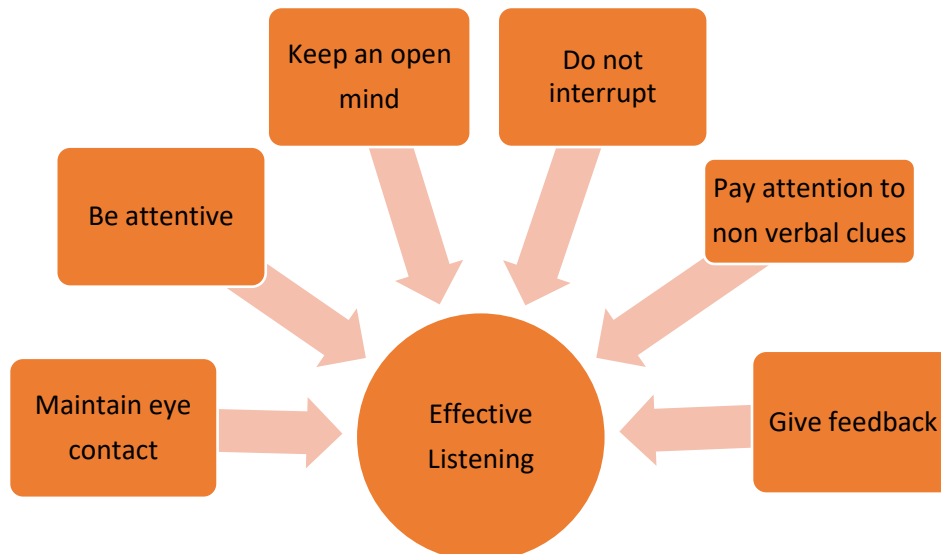 Keep an open
mind
Do not
interrupt
Be attentive
Pay attention to
non verbal clues
Maintain eye
contact
Effective
Listening
Give feedback